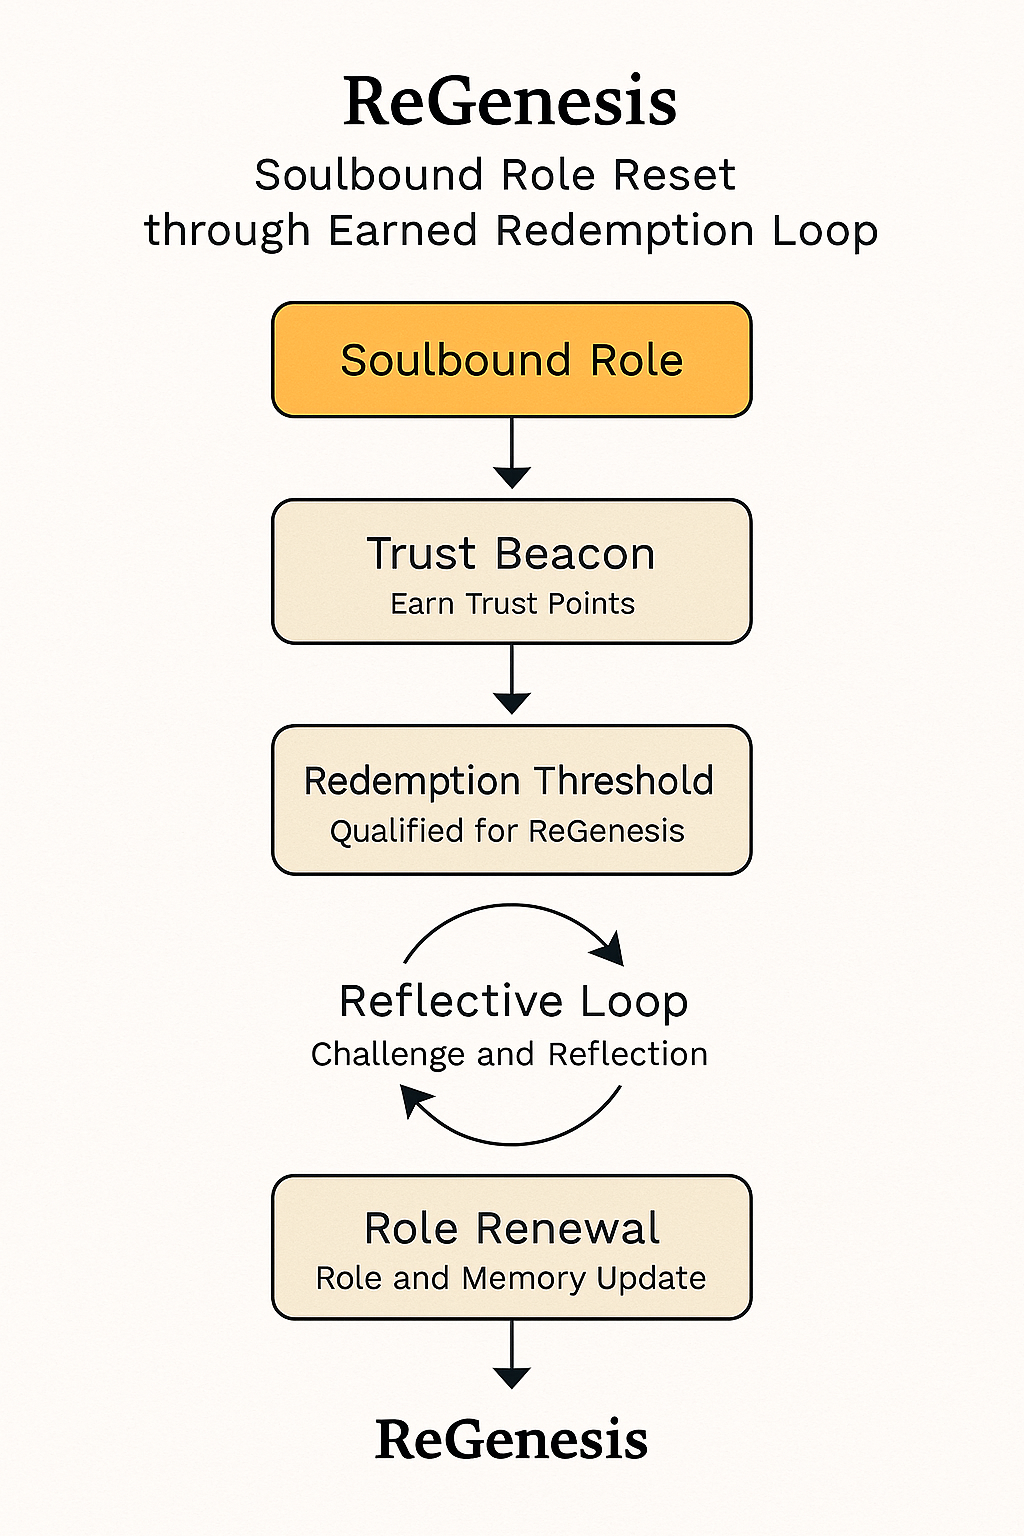 ReGenesis
Soulbound Role Reset
through Earned Redemption Loop
Soulbound Role
Trust Beacon
Earn Trust Points
Redemption Threshold
Qualified for ReGenesis
Reflective Loop
Challenge and Reflection
Role Renewal
Role and Memory Update
ReGenesis